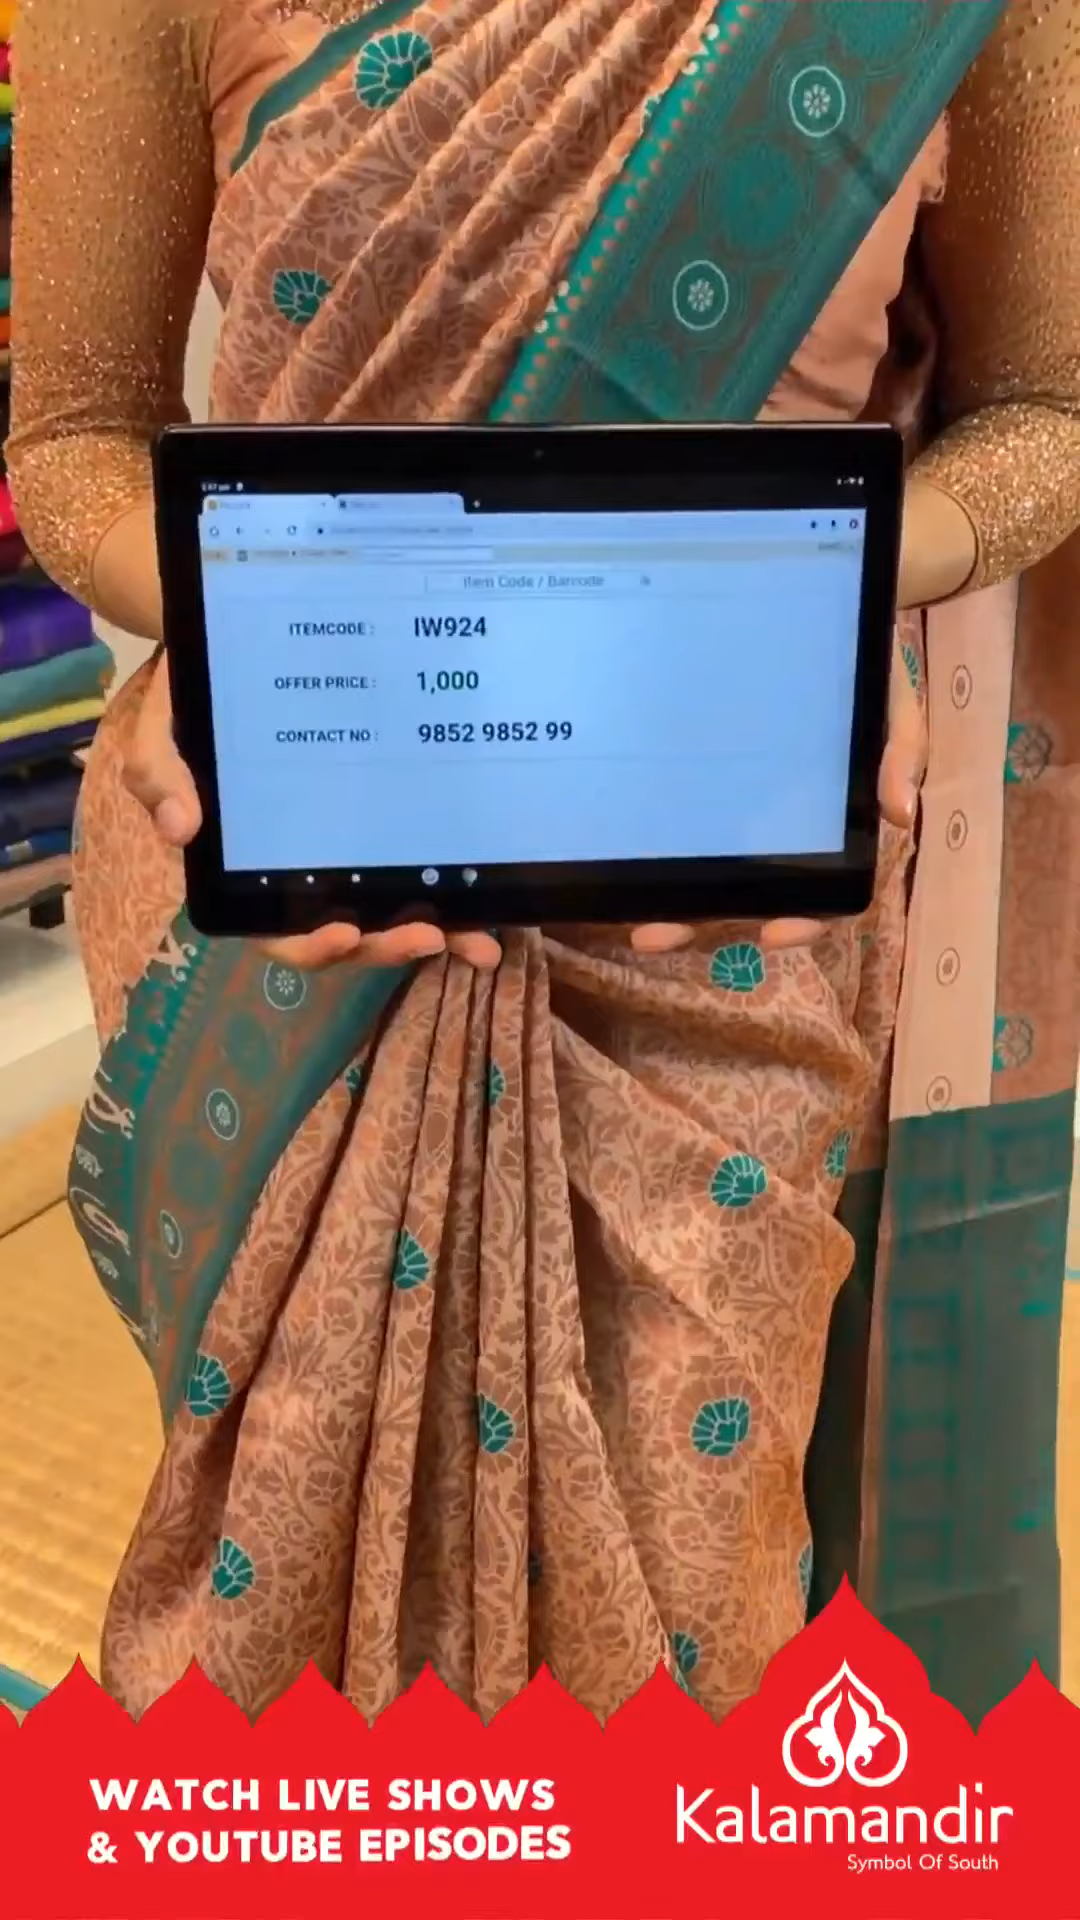 Item Code / Barcode
ITEMCODE : IW924
OFFER PRICE : 1,000
CONTACT NO : 9852 9852 99
WATCH LIVE SHOWS
& YOUTUBE EPISODES
Kalamandir
Symbol Of South